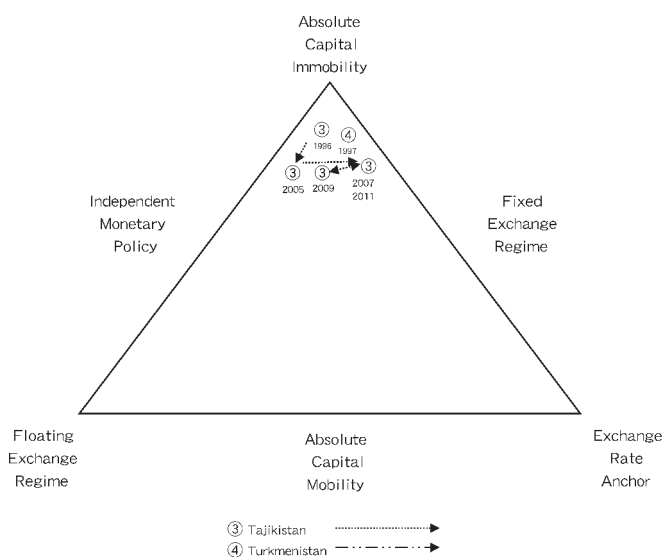 Absolute
Capital
Immobility
③ ④
1996 1997
③ ③ ③
2005 2009 2007
2011
Independent
Monetary
Policy
Fixed
Exchange
Regime
Floating
Exchange
Regime
Absolute
Capital
Mobility
Exchange
Rate
Anchor
③ Tajikistan
④ Turkmenistan